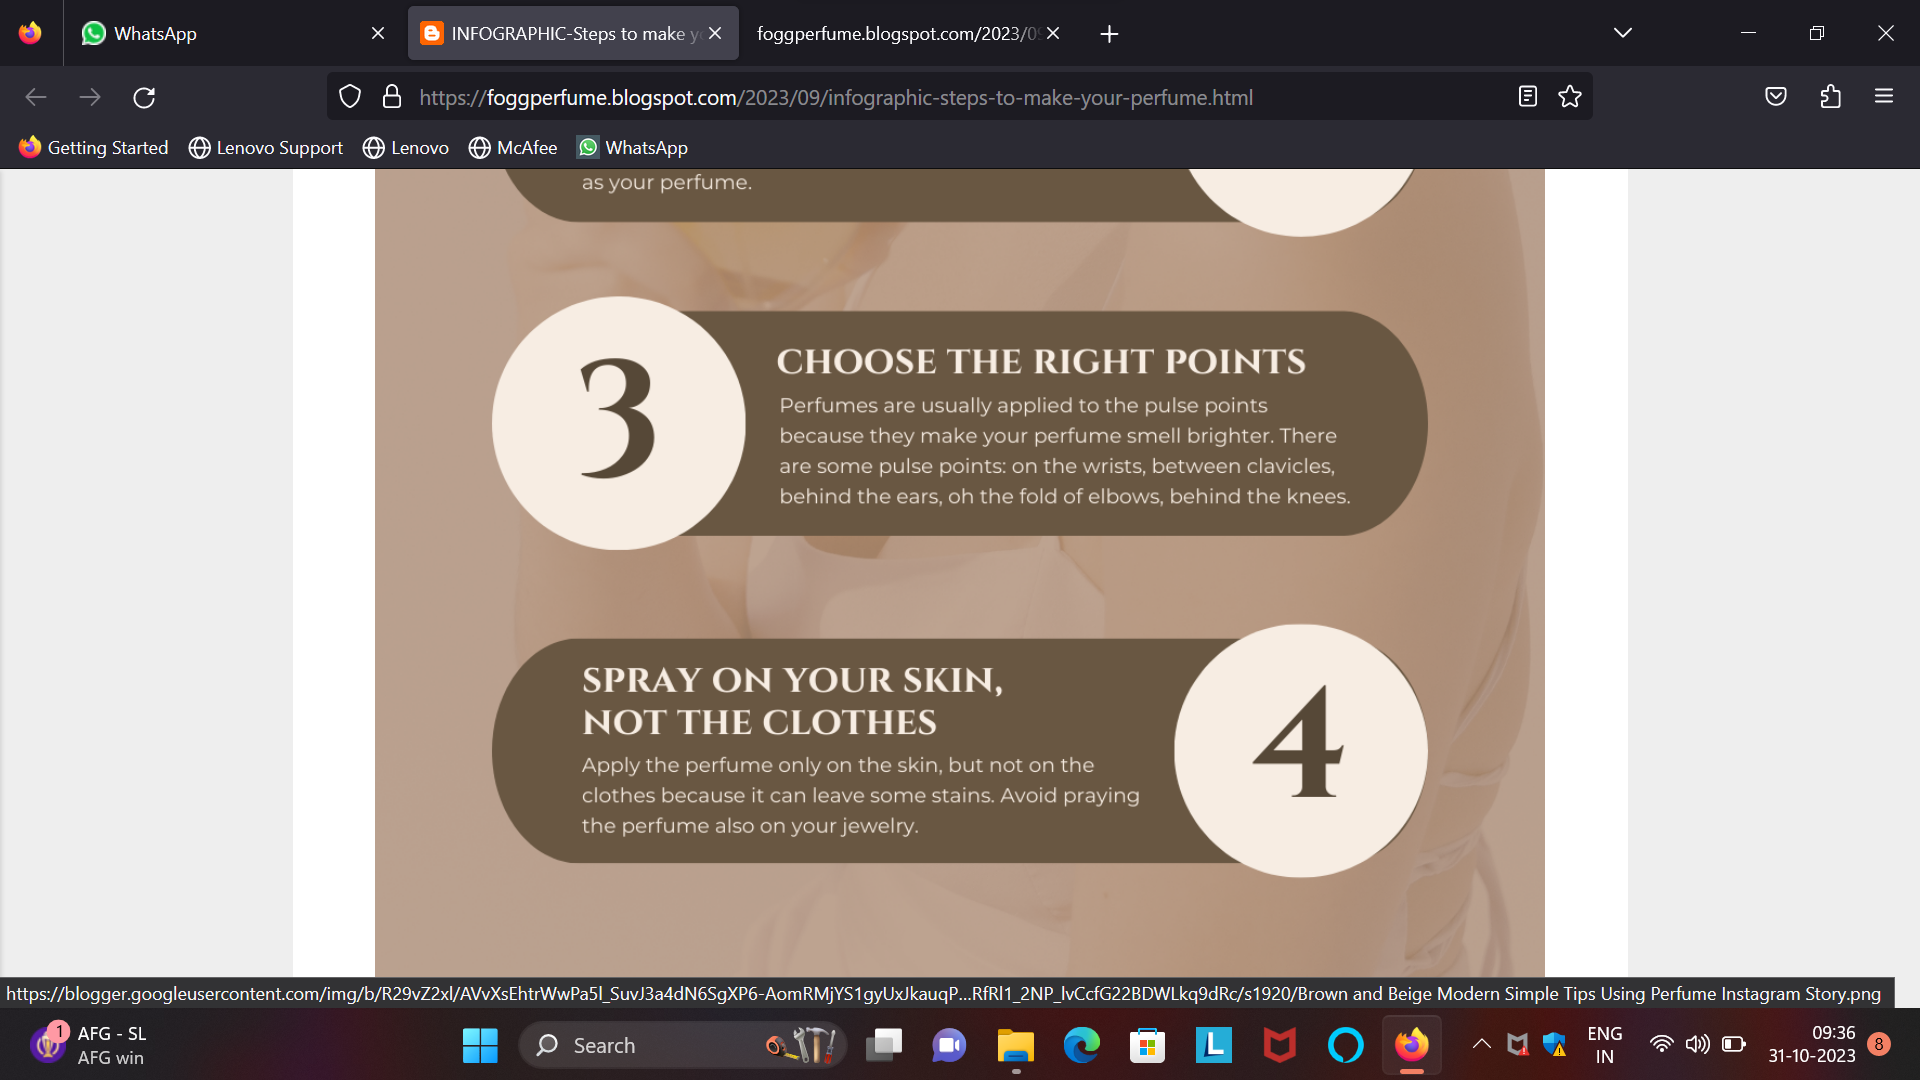 WhatsApp
INFOGRAPHIC-Steps to make
foggperfume.blogspot.com/2023/
https://foggperfume.blogspot.com/2023/09/infographic-steps-to-make-your-perfume.html
Getting Started
Lenovo Support
Lenovo
McAfee
WhatsApp
as your perfume.
3
CHOOSE THE RIGHT POINTS
Perfumes are usually applied to the pulse points
because they make your perfume smell brighter. There
are some pulse points: on the wrists, between clavicles,
behind the ears, oh the fold of elbows, behind the knees.
SPRAY ON YOUR SKIN,
NOT THE CLOTHES
Apply the perfume only on the skin, but not on the
clothes because it can leave some stains. Avoid praying
the perfume also on your jewelry.
4
https://blogger.googleusercontent.com/img/b/R29vZ2xl/AVvXsEhtrWwPa5l_SuvJ3a4dN6SgXP6-AomRMjYS1gyUxJkauqP…RfRl1_2NP_lvCcfG22BDWLkq9dRc/s1920/Brown and Beige Modern Simple Tips Using Perfume Instagram Story.png
1
AFG - SL
AFG win
Search
L
ENG
IN
09:36
31-10-2023
8